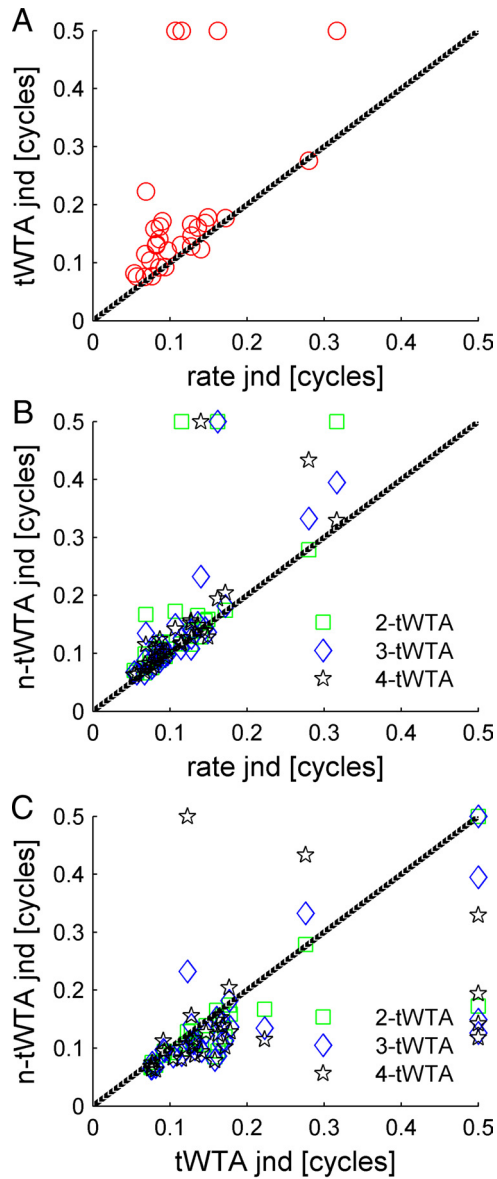 A
0.5
0.4
0.3
0.2
0.1
0
tWTA jnd [cycles]
0 0.1 0.2 0.3 0.4 0.5
rate jnd [cycles]
B
0.5
0.4
0.3
0.2
0.1
0
n-tWTA jnd [cycles]
2-tWTA
3-tWTA
4-tWTA
0 0.1 0.2 0.3 0.4 0.5
rate jnd [cycles]
C
0.5
0.4
0.3
0.2
0.1
0
n-tWTA jnd [cycles]
2-tWTA
3-tWTA
4-tWTA
0 0.1 0.2 0.3 0.4 0.5
tWTA jnd [cycles]